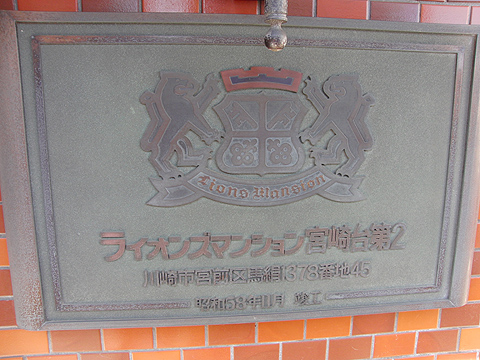 Lions Mansion
ライオンズマンション宮崎台第2
川崎市宮前区馬絹1373番地45
昭和58年11月 竣工